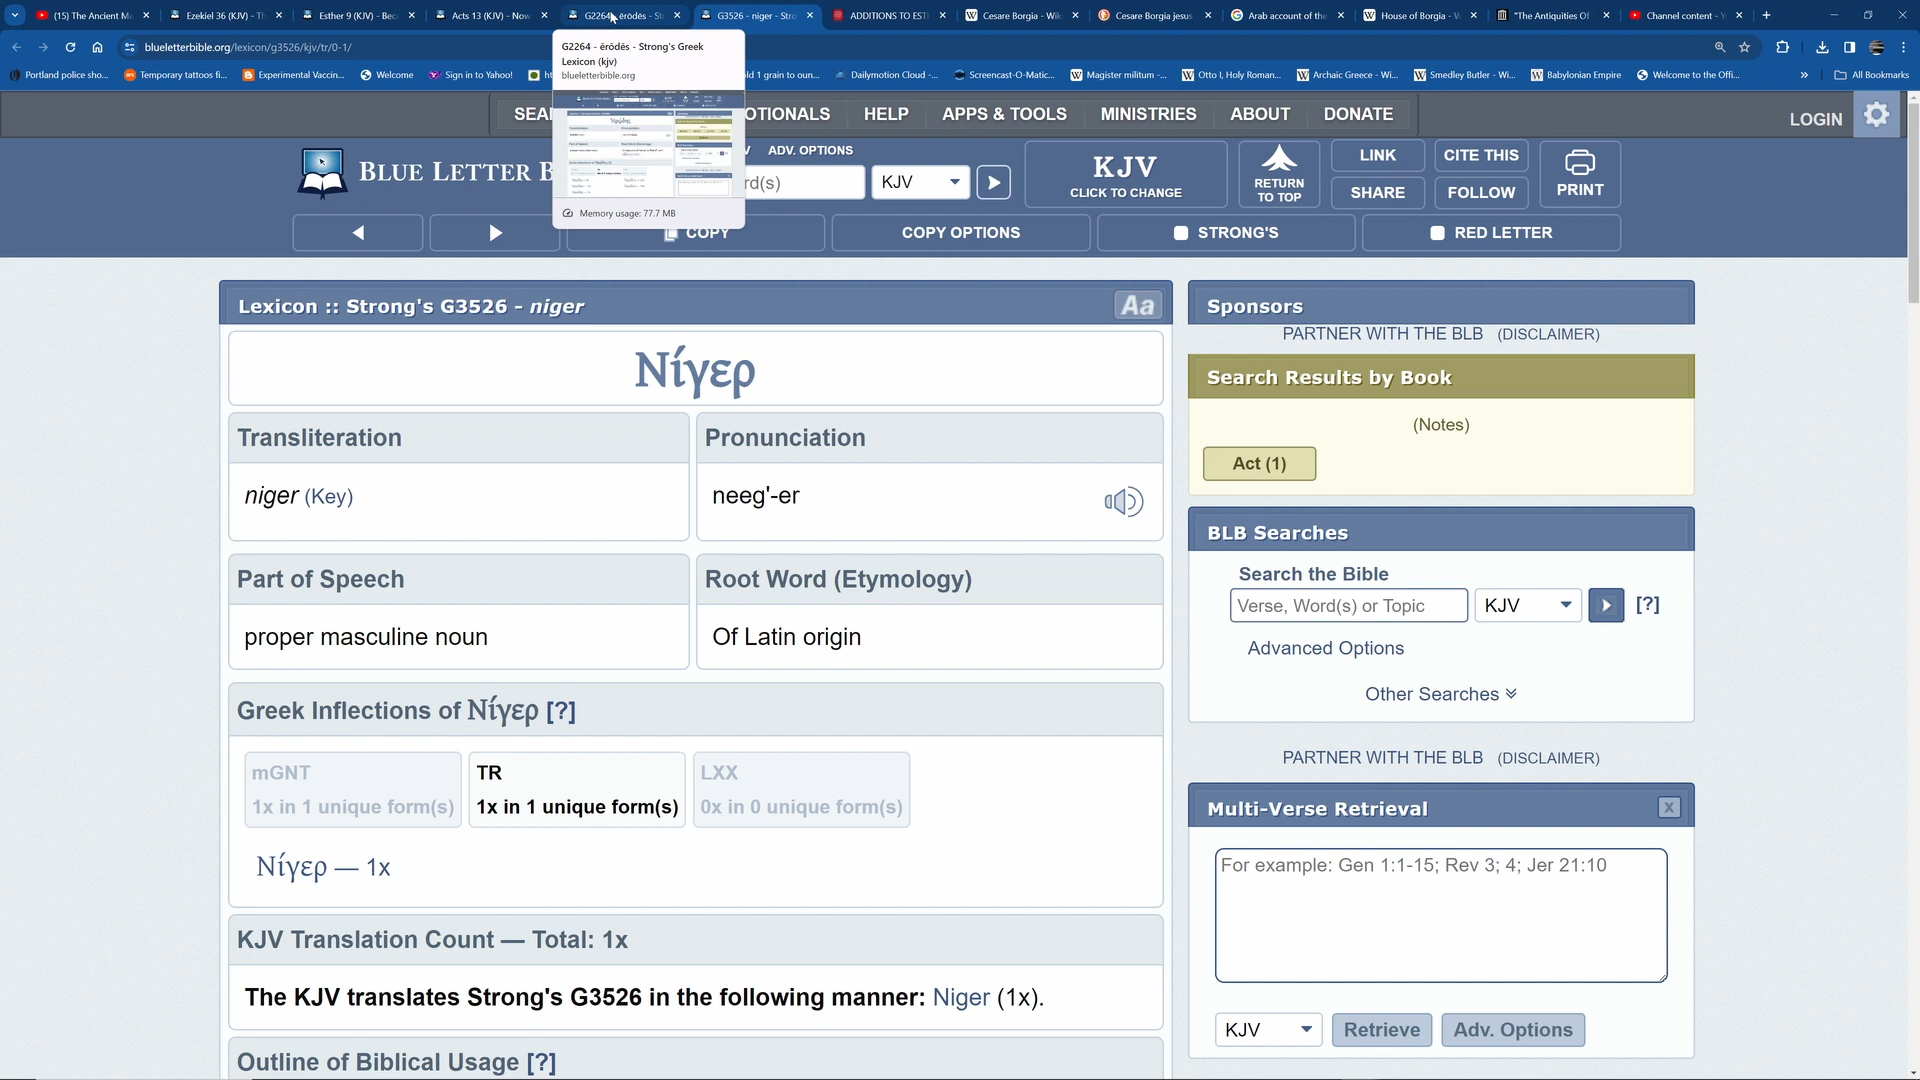 (15) The Ancient Ma
Ezekiel 36 (KJV) - Th
Esther 9 (KJV) - Bec
Acts 13 (KJV) - Now
G2264 - ērōdēs - St
G3526 - niger - Stro
ADDITIONS TO EST
Cesare Borgia - Wik
Cesare Borgia jesus
Arab account of the
House of Borgia - W
"The Antiquities Of
Channel content - Y
blueletterbible.org/lexicon/g3526/kjv/tr/0-1/
Portland police sho...
Temporary tattoos fi...
Experimental Vaccin...
Welcome
Sign in to Yahoo!
ht
old 1 grain to oun...
Dailymotion Cloud -...
Screencast-O-Matic...
Magister militum -...
Otto I, Holy Roman...
Archaic Greece - Wi...
Smedley Butler - Wi...
Babylonian Empire
Welcome to the Offi...
All Bookmarks
G2264 - ērōdēs - Strong's Greek
Lexicon (kjv)
blueletterbible.org
Memory usage: 77.7 MB
SEA
OTIONALS
HELP
APPS & TOOLS
MINISTRIES
ABOUT
DONATE
LOGIN
BLUE LETTER B
V
ADV. OPTIONS
rd(s)
KJV
KJV
CLICK TO CHANGE
RETURN
TO TOP
LINK
CITE THIS
SHARE
FOLLOW
PRINT
COPY
COPY OPTIONS
STRONG'S
RED LETTER
Lexicon :: Strong's G3526 - niger
Aa
Νίγερ
Transliteration
niger (Key)
Pronunciation
neeg'-er
Part of Speech
proper masculine noun
Root Word (Etymology)
Of Latin origin
Greek Inflections of Νίγερ [?]
mGNT
1x in 1 unique form(s)
TR
1x in 1 unique form(s)
LXX
0x in 0 unique form(s)
Νίγερ — 1x
KJV Translation Count — Total: 1x
The KJV translates Strong's G3526 in the following manner: Niger (1x).
Outline of Biblical Usage [?]
Sponsors
PARTNER WITH THE BLB (DISCLAIMER)
Search Results by Book
(Notes)
Act (1)
BLB Searches
Search the Bible
Verse, Word(s) or Topic
KJV
[?]
Advanced Options
Other Searches
PARTNER WITH THE BLB (DISCLAIMER)
Multi-Verse Retrieval
X
For example: Gen 1:1-15; Rev 3; 4; Jer 21:10
KJV
Retrieve
Adv. Options